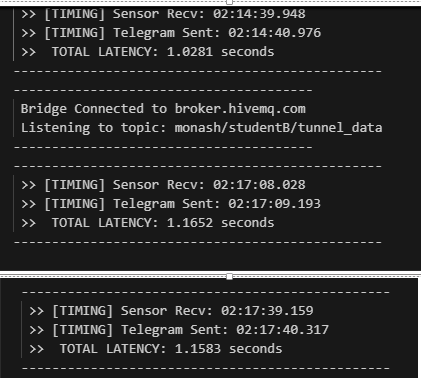 >> [TIMING] Sensor Recv: 02:14:39.948
>> [TIMING] Telegram Sent: 02:14:40.976
>>  TOTAL LATENCY: 1.0281 seconds
------------------------------------------------
---------------------------------------
Bridge Connected to broker.hivemq.com
Listening to topic: monash/studentB/tunnel_data
---------------------------------------
------------------------------------------------
>> [TIMING] Sensor Recv: 02:17:08.028
>> [TIMING] Telegram Sent: 02:17:09.193
>>  TOTAL LATENCY: 1.1652 seconds
------------------------------------------------
------------------------------------------------
>> [TIMING] Sensor Recv: 02:17:39.159
>> [TIMING] Telegram Sent: 02:17:40.317
>>  TOTAL LATENCY: 1.1583 seconds
------------------------------------------------